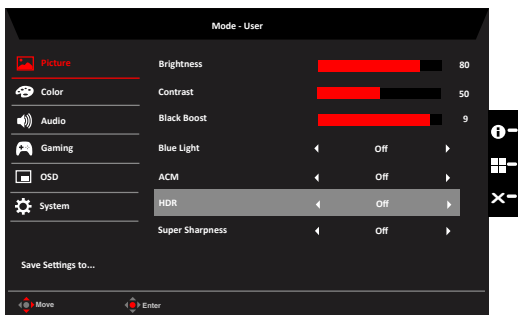 Mode - User
Picture
Color
Audio
Gaming
OSD
System
Save Settings to...
Brightness 80
Contrast 50
Black Boost 9
Blue Light Off
ACM Off
HDR Off
Super Sharpness Off
Move Enter